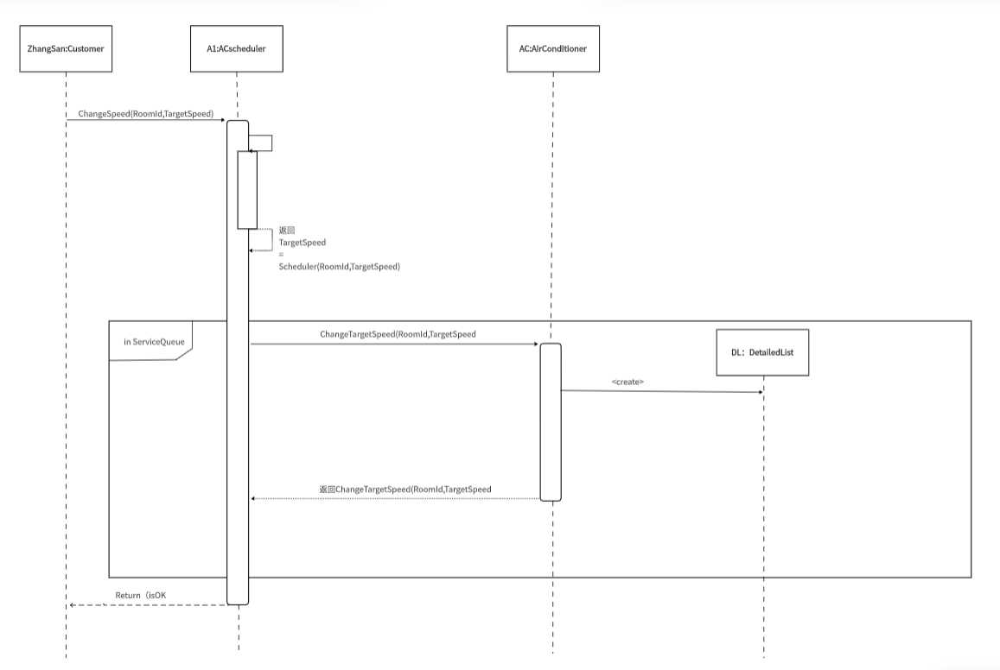 ZhangSan:Customer
A1:ACscheduler
AC:AirConditioner
ChangeSpeed(RoomId,TargetSpeed)
返回
TargetSpeed
=
Scheduler(RoomId,TargetSpeed)
in ServiceQueue
ChangeTargetSpeed(RoomId,TargetSpeed
DL：DetailedList
<create>
返回ChangeTargetSpeed(RoomId,TargetSpeed
Return（isOK